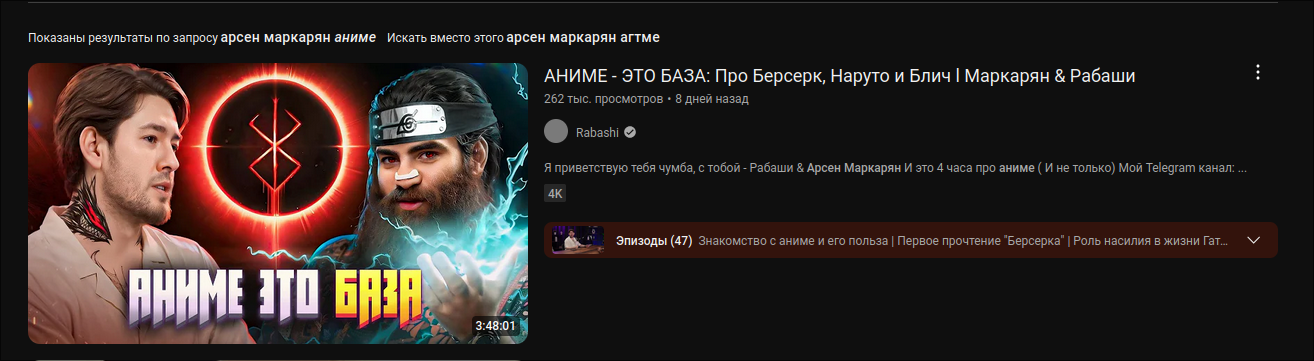 Показаны результаты по запросу арсен маркарян аниме Искать вместо этого арсен маркарян агтме
АНИМЕ - ЭТО БАЗА: Про Берсерк, Наруто и Блич l Маркарян & Рабаши
262 тыс. просмотров • 8 дней назад
Rabashi
Я приветствую тебя чумба, с тобой - Рабаши & Арсен Маркарян И это 4 часа про аниме ( И не только) Мой Telegram канал: ...
4K
Эпизоды (47) Знакомство с аниме и его польза | Первое прочтение "Берсерка" | Роль насилия в жизни Гат...
АНИМЕ ЭТО БАЗА
3:48:01